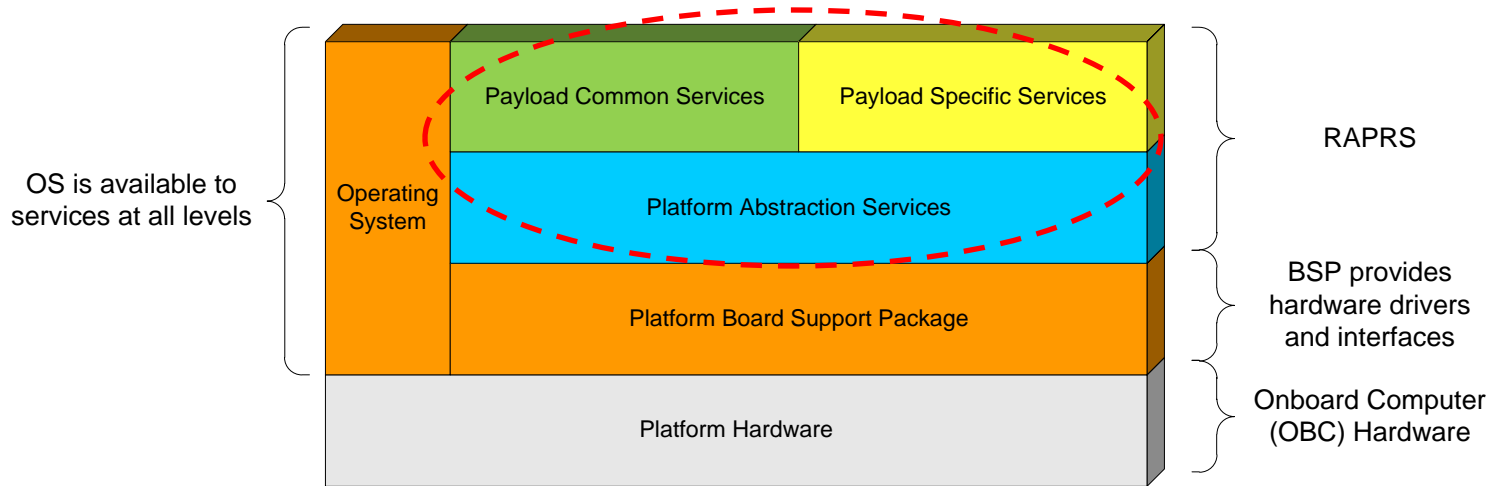 OS is available to
services at all levels
Operating
System
Payload Common Services
Payload Specific Services
Platform Abstraction Services
Platform Board Support Package
Platform Hardware
RAPRS
BSP provides
hardware drivers
and interfaces
Onboard Computer
(OBC) Hardware